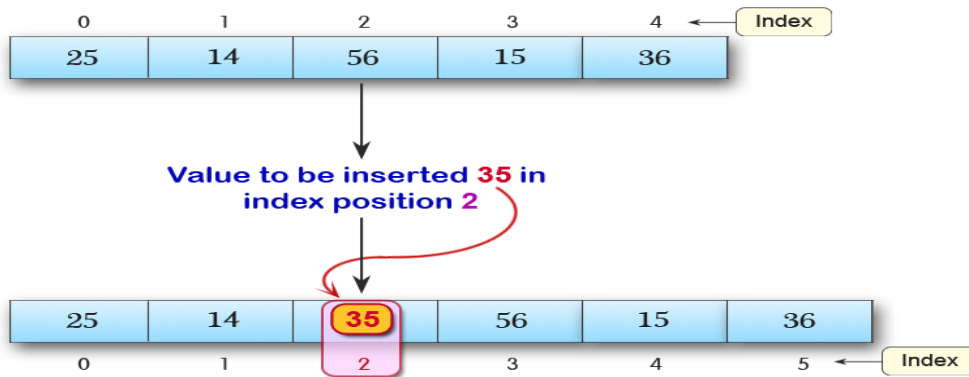 0 1 2 3 4 Index
25 14 56 15 36
Value to be inserted 35 in
index position 2
25 14 35 56 15 36
0 1 2 3 4 5 Index